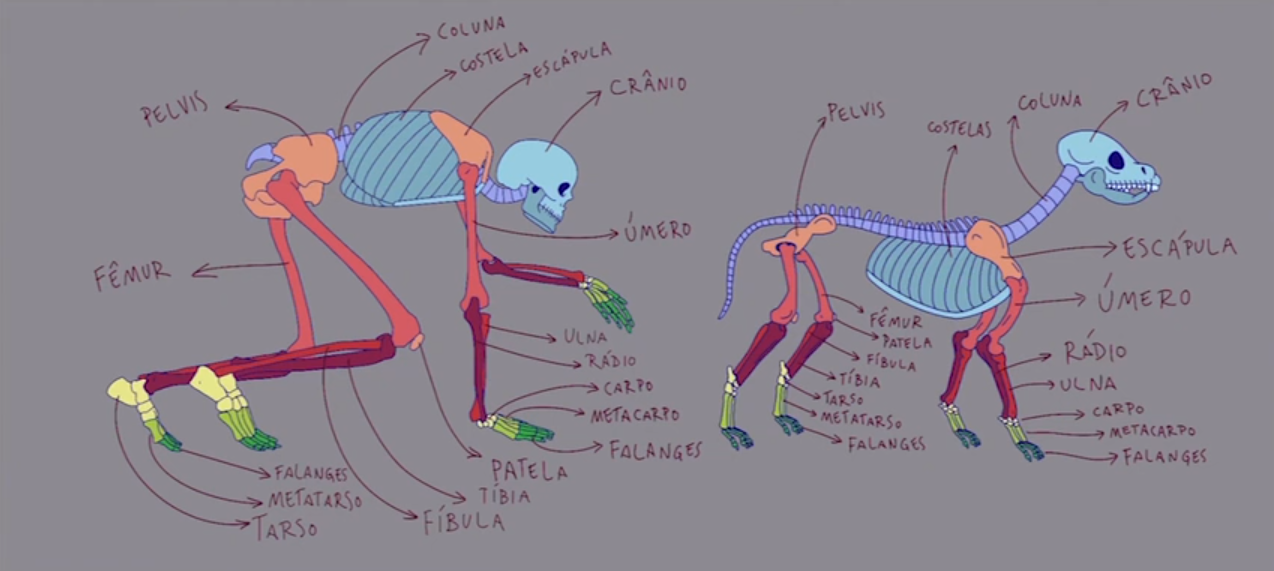 COLUNA
COSTELA
ESCÁPULA
CRÂNIO
PELVIS
ÚMERO
FÊMUR
ULNA
RÁDIO
CARPO
METACARPO
FALANGES
PATELA
TÍBIA
FÍBULA
FALANGES
METATARSO
TARSO
PELVIS
COSTELAS
COLUNA
CRÂNIO
ESCÁPULA
ÚMERO
FÊMUR
PATELA
FÍBULA
TÍBIA
TARSO
METATARSO
FALANGES
RÁDIO
ULNA
CARPO
METACARPO
FALANGES